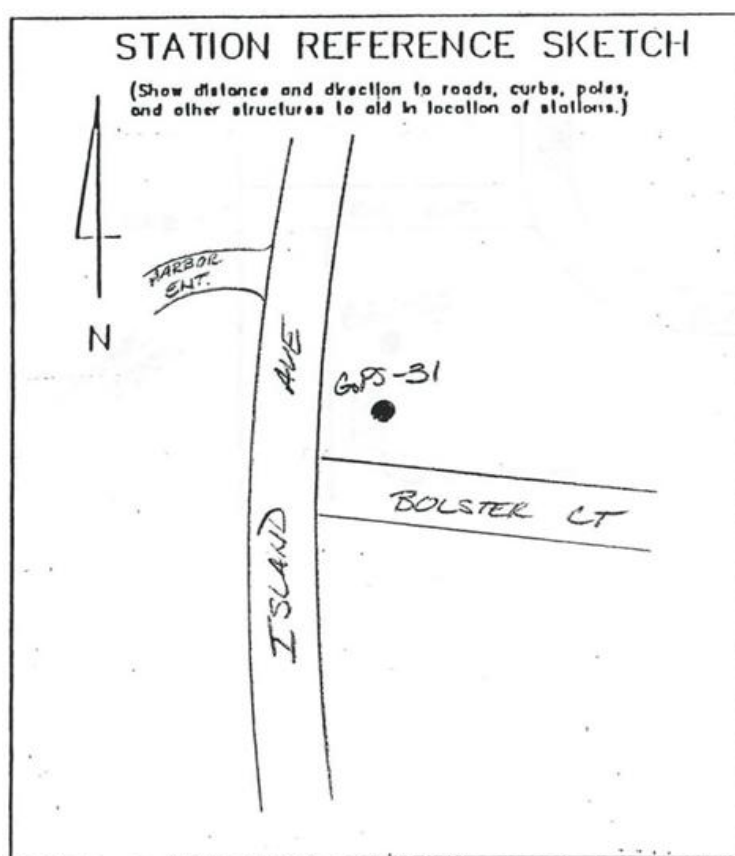 STATION REFERENCE SKETCH
(Show distance and direction to roads, curbs, poles,
and other structures to aid in location of stations.)
HARBOR
ENT.
N
AVE
GPS-31
BOLSTER CT
ISLAND